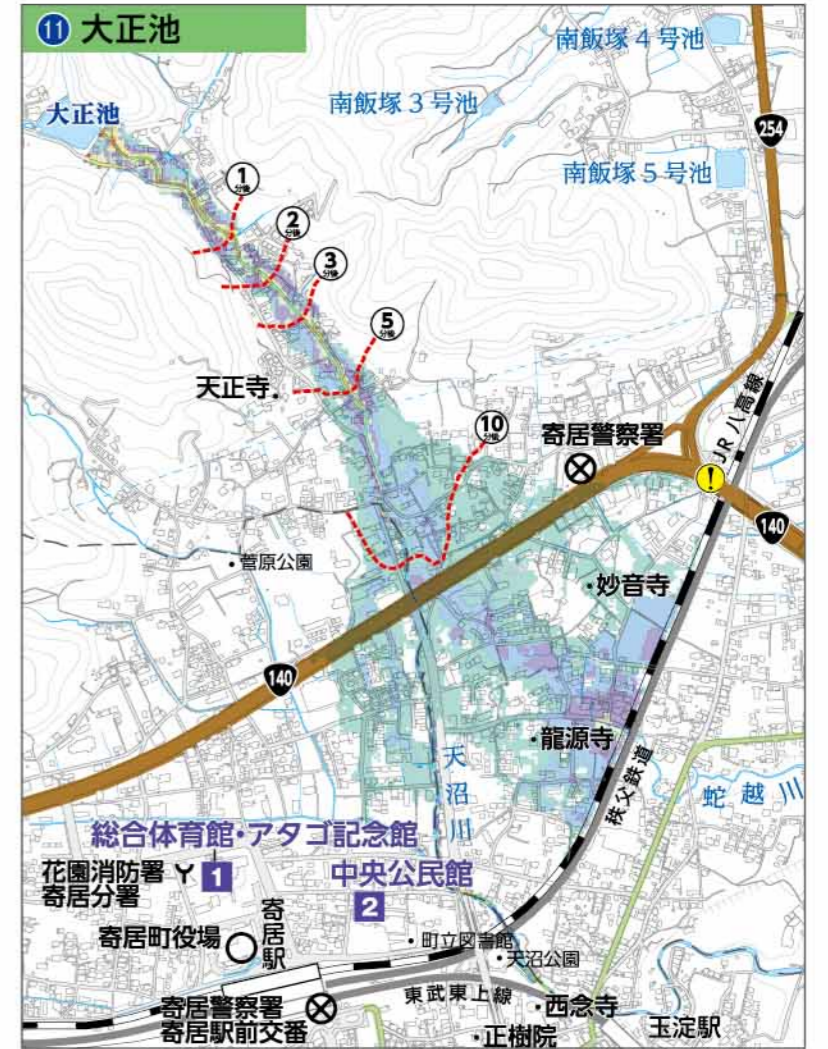 11 大正池
南飯塚4号池
大正池
南飯塚3号池
254
南飯塚5号池
1
分後
2
分後
3
分後
5
分後
天正寺
10
分後
寄居警察署
JR八高線
!
140
菅原公園
妙音寺
140
龍源寺
天沼川
秩父鉄道
蛇越川
総合体育館・アタゴ記念館
花園消防署
寄居分署
1
中央公民館
2
寄居町役場
寄居駅
町立図書館
天沼公園
東武東上線
寄居警察署
寄居駅前交番
西念寺
正樹院
玉淀駅